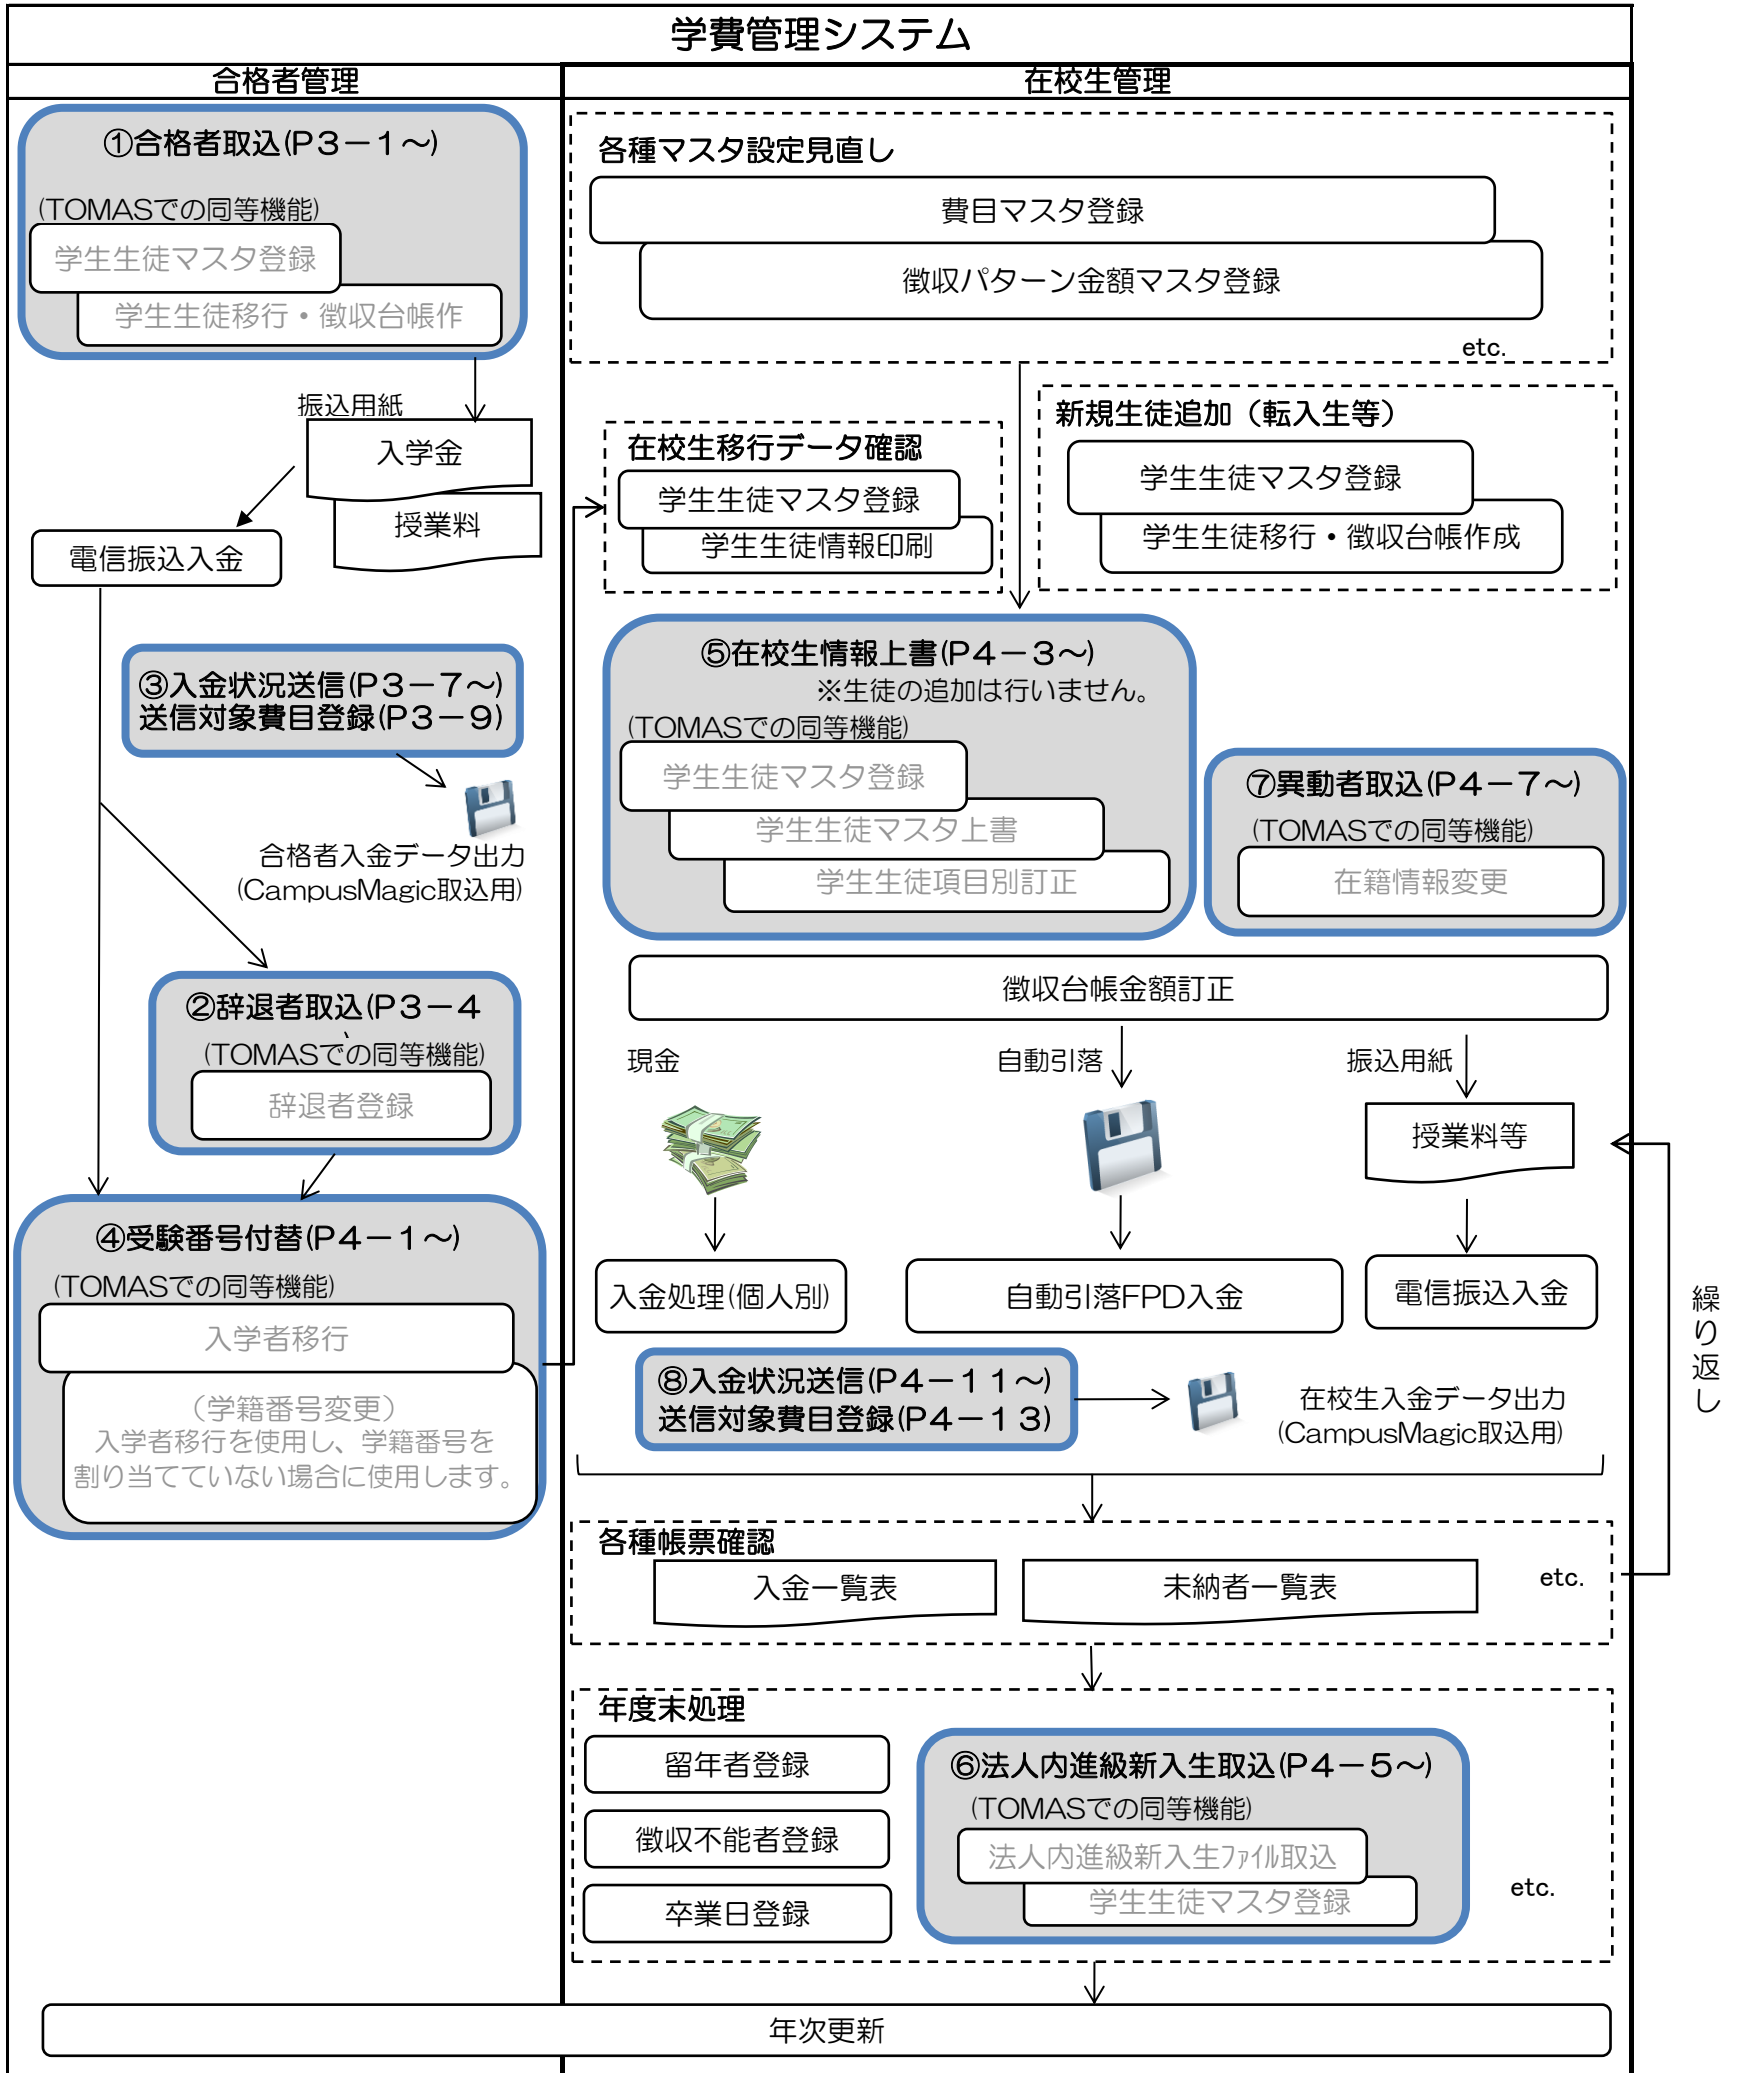 学費管理システム
合格者管理
在校生管理
①合格者取込(P3－1～)
(TOMASでの同等機能)
学生生徒マスタ登録
学生生徒移行・徴収台帳作
振込用紙
入学金
授業料
電信振込入金
③入金状況送信(P3－7～)
送信対象費目登録(P3－9)
合格者入金データ出力
(CampusMagic取込用)
②辞退者取込(P3－4
(TOMASでの同等機能)
辞退者登録
④受験番号付替(P4－1～)
(TOMASでの同等機能)
入学者移行
（学籍番号変更）
入学者移行を使用し、学籍番号を
割り当てていない場合に使用します。
各種マスタ設定見直し
費目マスタ登録
徴収パターン金額マスタ登録
etc.
在校生移行データ確認
学生生徒マスタ登録
学生生徒情報印刷
新規生徒追加（転入生等）
学生生徒マスタ登録
学生生徒移行・徴収台帳作成
⑤在校生情報上書(P4－3～)
※生徒の追加は行いません。
(TOMASでの同等機能)
学生生徒マスタ登録
学生生徒マスタ上書
学生生徒項目別訂正
⑦異動者取込(P4－7～)
(TOMASでの同等機能)
在籍情報変更
徴収台帳金額訂正
現金
自動引落
振込用紙
授業料等
入金処理(個人別)
自動引落FPD入金
電信振込入金
⑧入金状況送信(P4－11～)
送信対象費目登録(P4－13)
在校生入金データ出力
(CampusMagic取込用)
繰り返し
各種帳票確認
入金一覧表
未納者一覧表
etc.
年度末処理
留年者登録
徴収不能者登録
卒業日登録
⑥法人内進級新入生取込(P4－5～)
(TOMASでの同等機能)
法人内進級新入生ﾌｧｲﾙ取込
学生生徒マスタ登録
etc.
年次更新